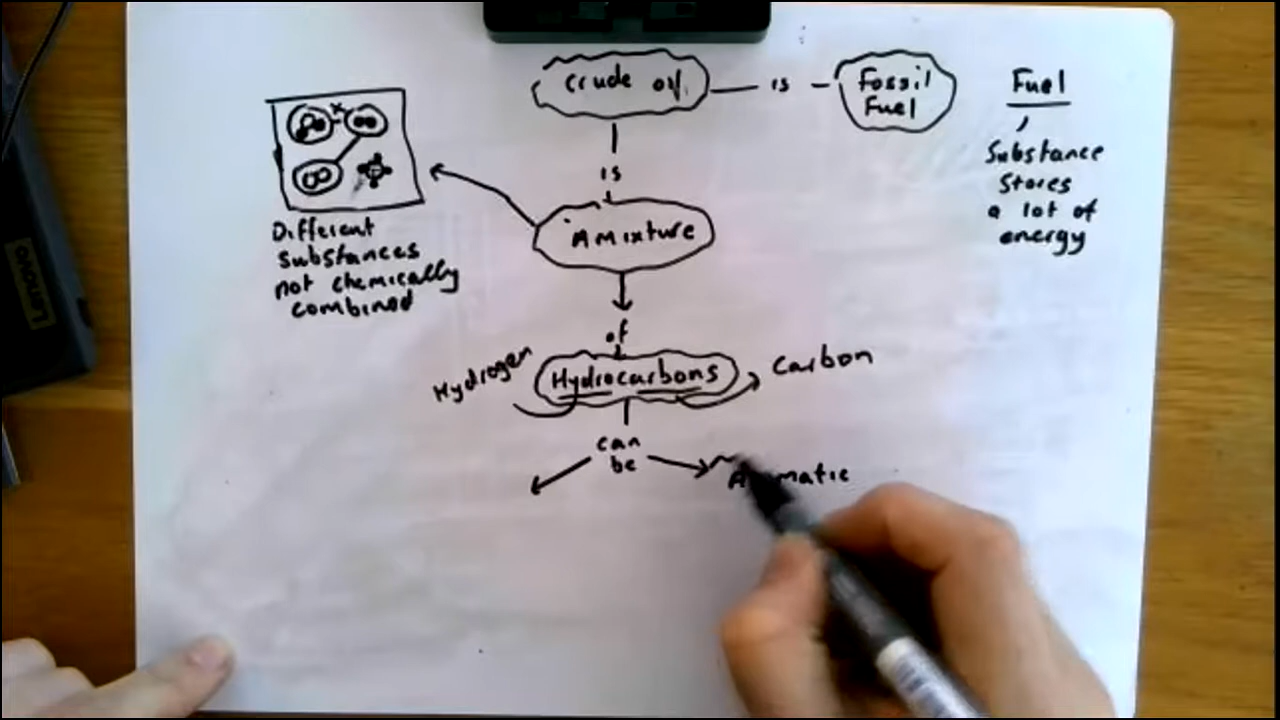 Crude oil
is
Fossil
Fuel
Fuel
Substance
Stores
a lot of
energy
is
A mixture
Different
Substances
not chemically
combined
of
Hydrogen
Hydrocarbons
Carbon
can
be
Lenovo